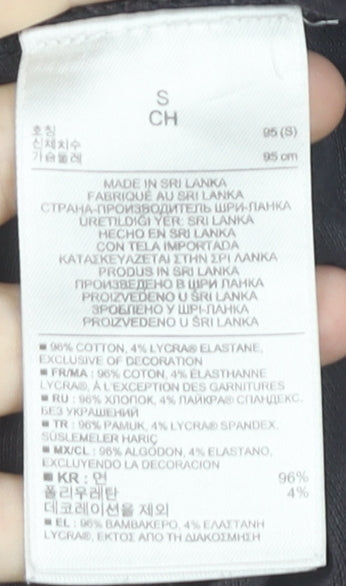 S
CH
호칭 95 (S)
신체치수
가슴둘레 95 cm
MADE IN SRI LANKA
FABRIQUÉ AU SRI LANKA
СТРАНА-ПРОИЗВОДИТЕЛЬ ШРИ-ЛАНКА
ÜRETILDIĞI YER: SRI LANKA
HECHO EN SRI LANKA
CON TELA IMPORTADA
ΚΑΤΑΣΚΕΥΑΖΕΤΑΙ ΣΤΗΝ ΣΡΙ ΛΑΝΚΑ
PRODUS IN SRI LANKA
ПРОИЗВЕДЕНО В ШРИ ЛАНКА
PROIZVEDENO U ŠRI LANKA
ЗРОБЛЕНО У ШРІ-ЛАНКА
PROIZVEDENO U ŠRI LANKA
■ 96% COTTON, 4% LYCRA® ELASTANE,
EXCLUSIVE OF DECORATION
■ FR/MA : 96% COTON, 4% ÉLASTHANNE
LYCRA®, À L'EXCEPTION DES GARNITURES
■ RU : 96% ХЛОПОК, 4% ЛАЙКРА® СПАНДЕКС,
БЕЗ УКРАШЕНИЙ
■ TR : 96% PAMUK, 4% LYCRA® SPANDEX.
SÜSLEMELER HARİÇ
■ MX/CL : 96% ALGODÓN, 4% ELASTANO,
EXCLUYENDO LA DECORACION
■ KR : 면 96%
폴리우레탄 4%
데코레이션을 제외
■ EL : 96% ΒΑΜΒΑΚΕΡΟ, 4% ΕΛΑΣΤΑΝΗ
LYCRA®, ΕΚΤΟΣ ΑΠΟ ΤΗ ΔΙΑΚΟΣΜΗΣΗ